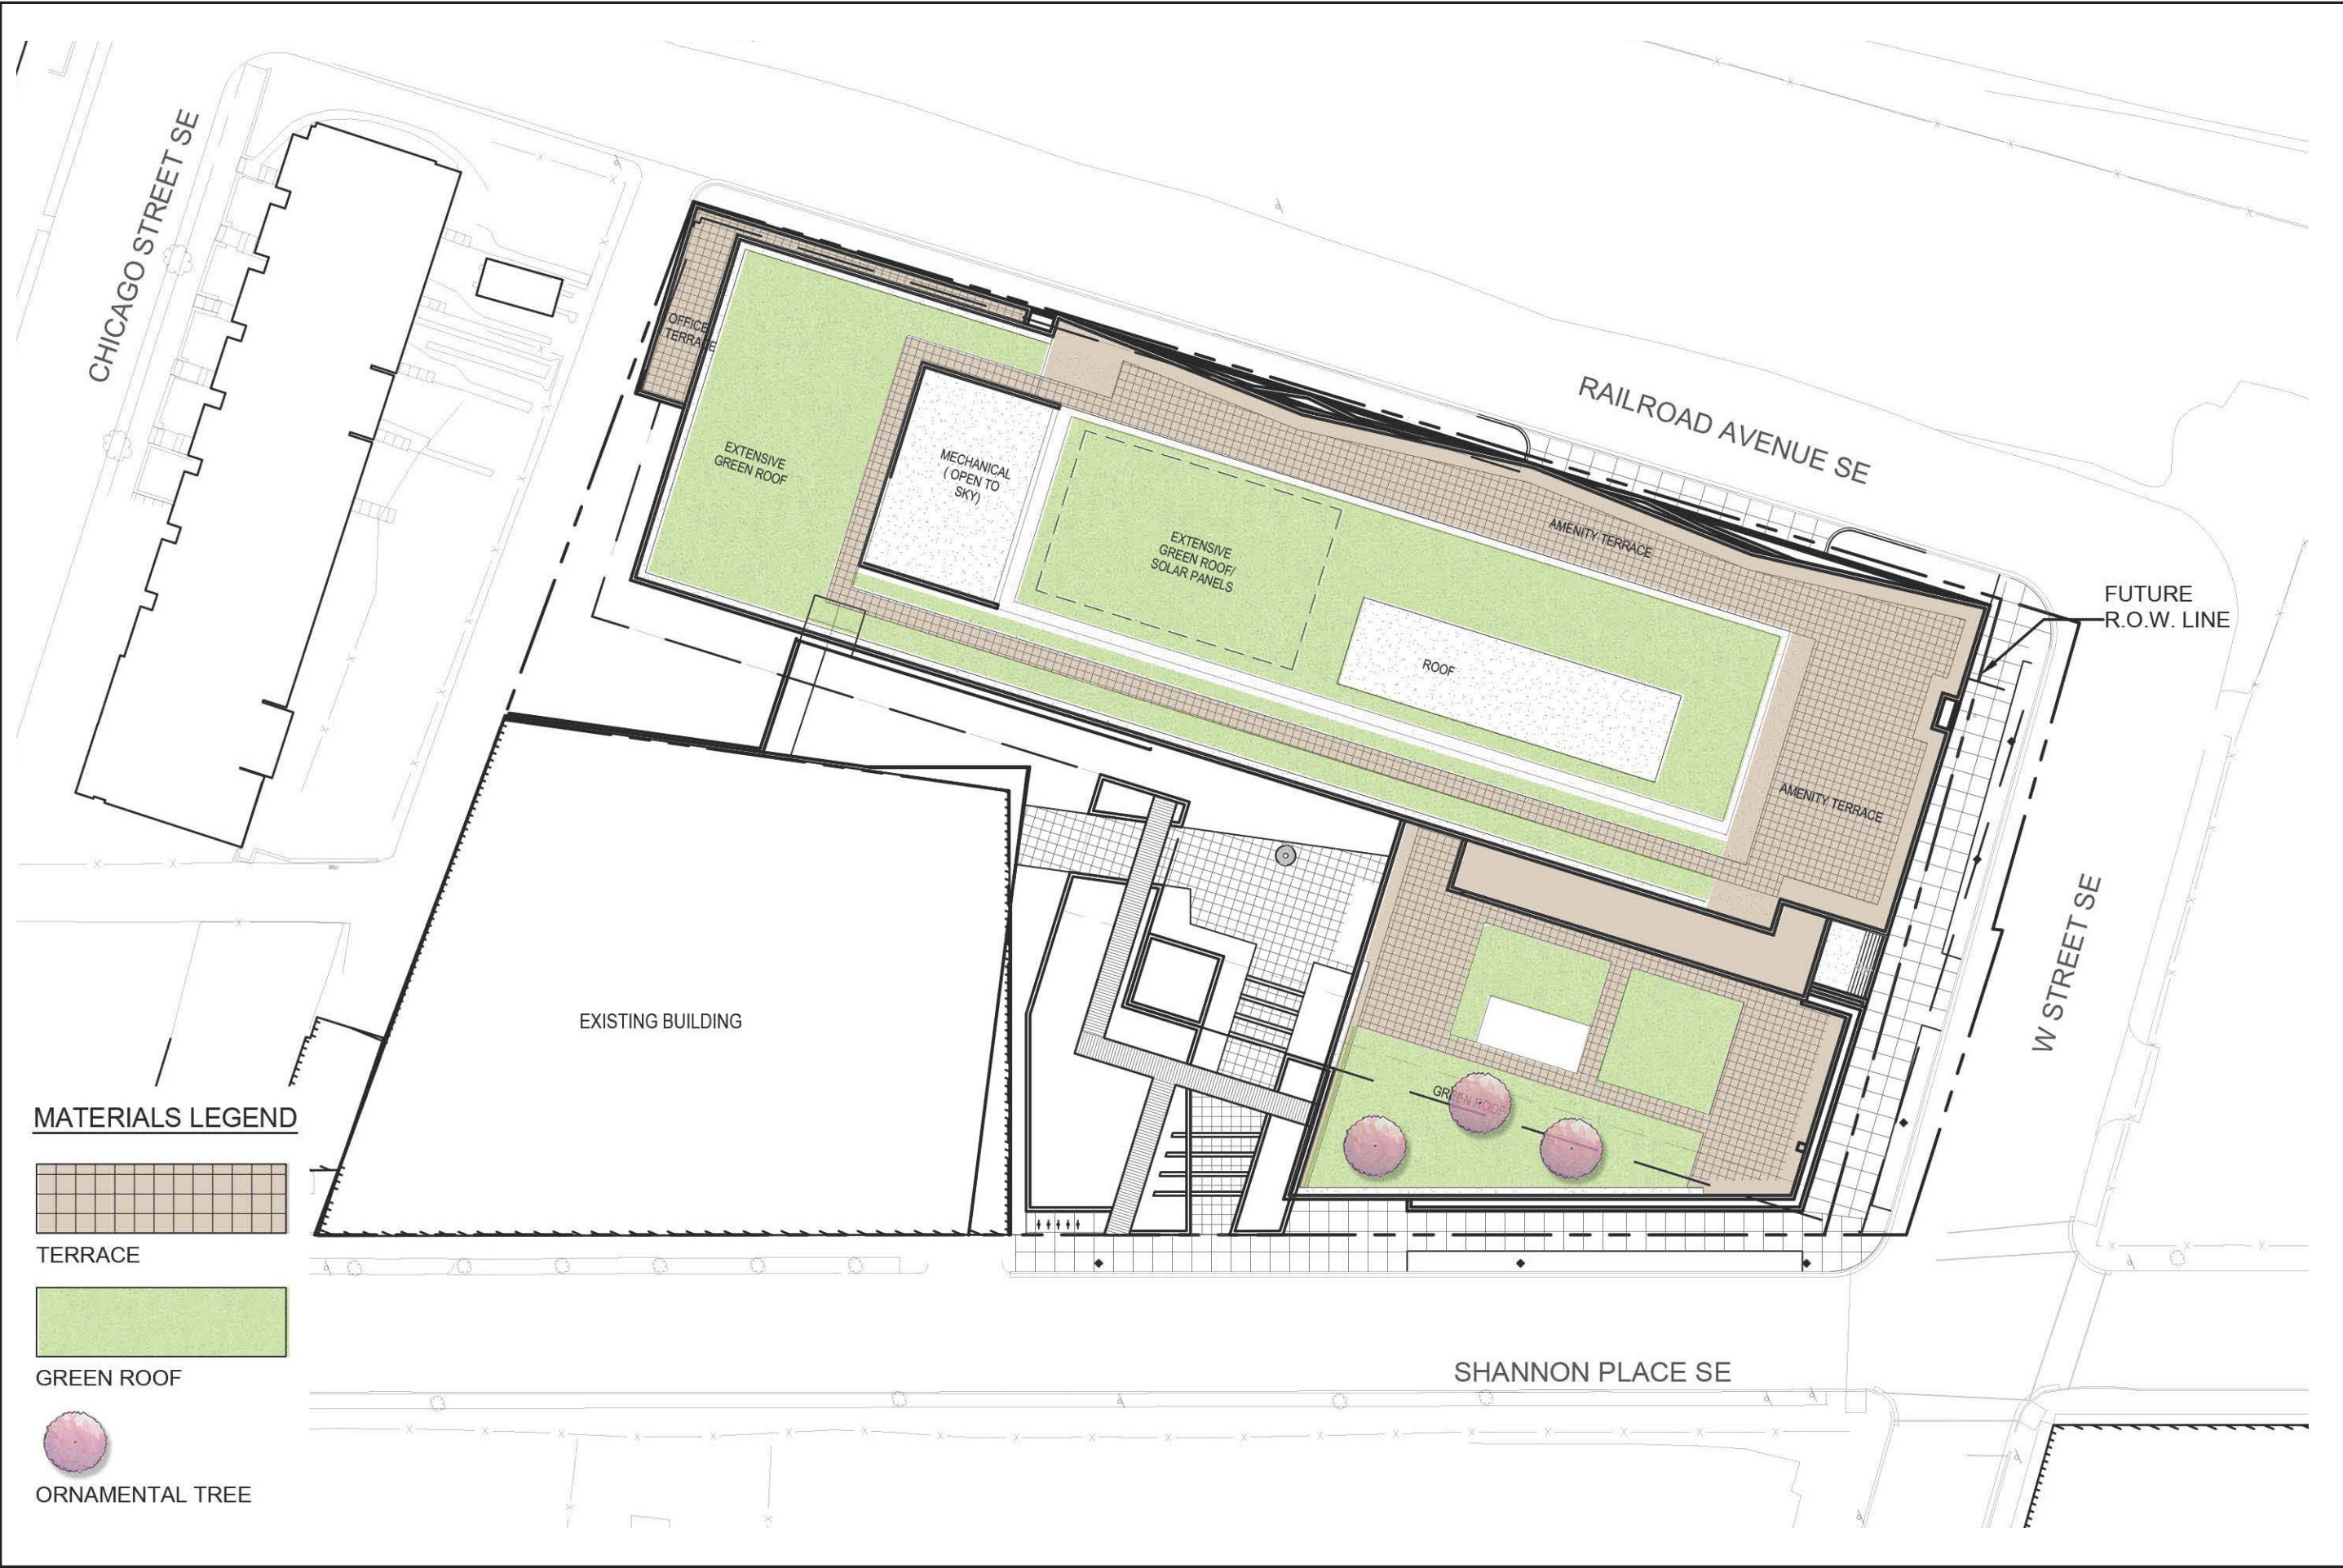 CHICAGO STREET SE
OFFICE
TERRACE
EXTENSIVE
GREEN ROOF
MECHANICAL
( OPEN TO
SKY)
EXTENSIVE
GREEN ROOF/
SOLAR PANELS
ROOF
AMENITY TERRACE
RAILROAD AVENUE SE
FUTURE
R.O.W. LINE
AMENITY TERRACE
W STREET SE
EXISTING BUILDING
GREEN ROOF
SHANNON PLACE SE
MATERIALS LEGEND
TERRACE
GREEN ROOF
ORNAMENTAL TREE